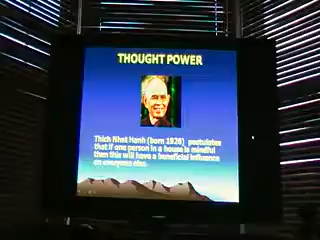 THOUGHT POWER
Thich Nhat Hanh (born 1926) postulates
that if one person in a house is mindful
then this will have a beneficial influence
on everyone else.